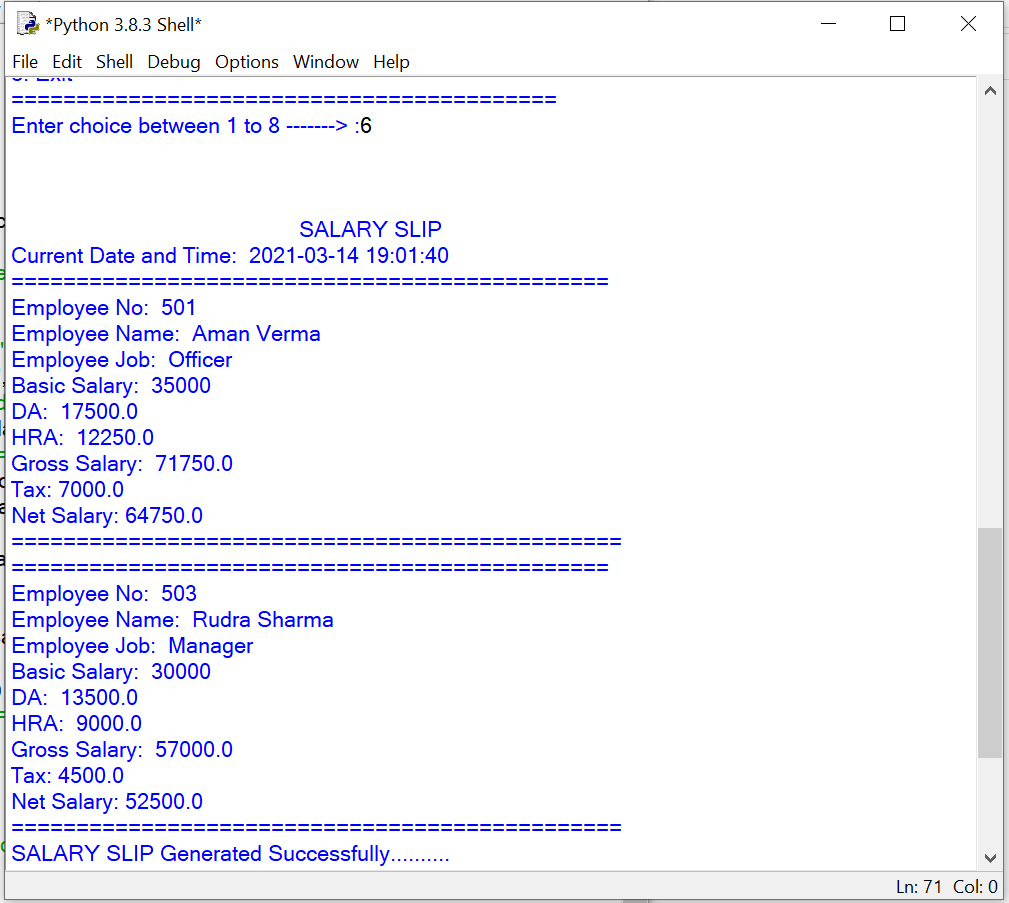 *Python 3.8.3 Shell*
File Edit Shell Debug Options Window Help
==========================================
Enter choice between 1 to 8 -------> :6
SALARY SLIP
Current Date and Time:  2021-03-14 19:01:40
==============================================
Employee No:  501
Employee Name:  Aman Verma
Employee Job:  Officer
Basic Salary:  35000
DA:  17500.0
HRA:  12250.0
Gross Salary:  71750.0
Tax: 7000.0
Net Salary: 64750.0
===============================================
==============================================
Employee No:  503
Employee Name:  Rudra Sharma
Employee Job:  Manager
Basic Salary:  30000
DA:  13500.0
HRA:  9000.0
Gross Salary:  57000.0
Tax: 4500.0
Net Salary: 52500.0
===============================================
SALARY SLIP Generated Successfully..........
Ln: 71 Col: 0